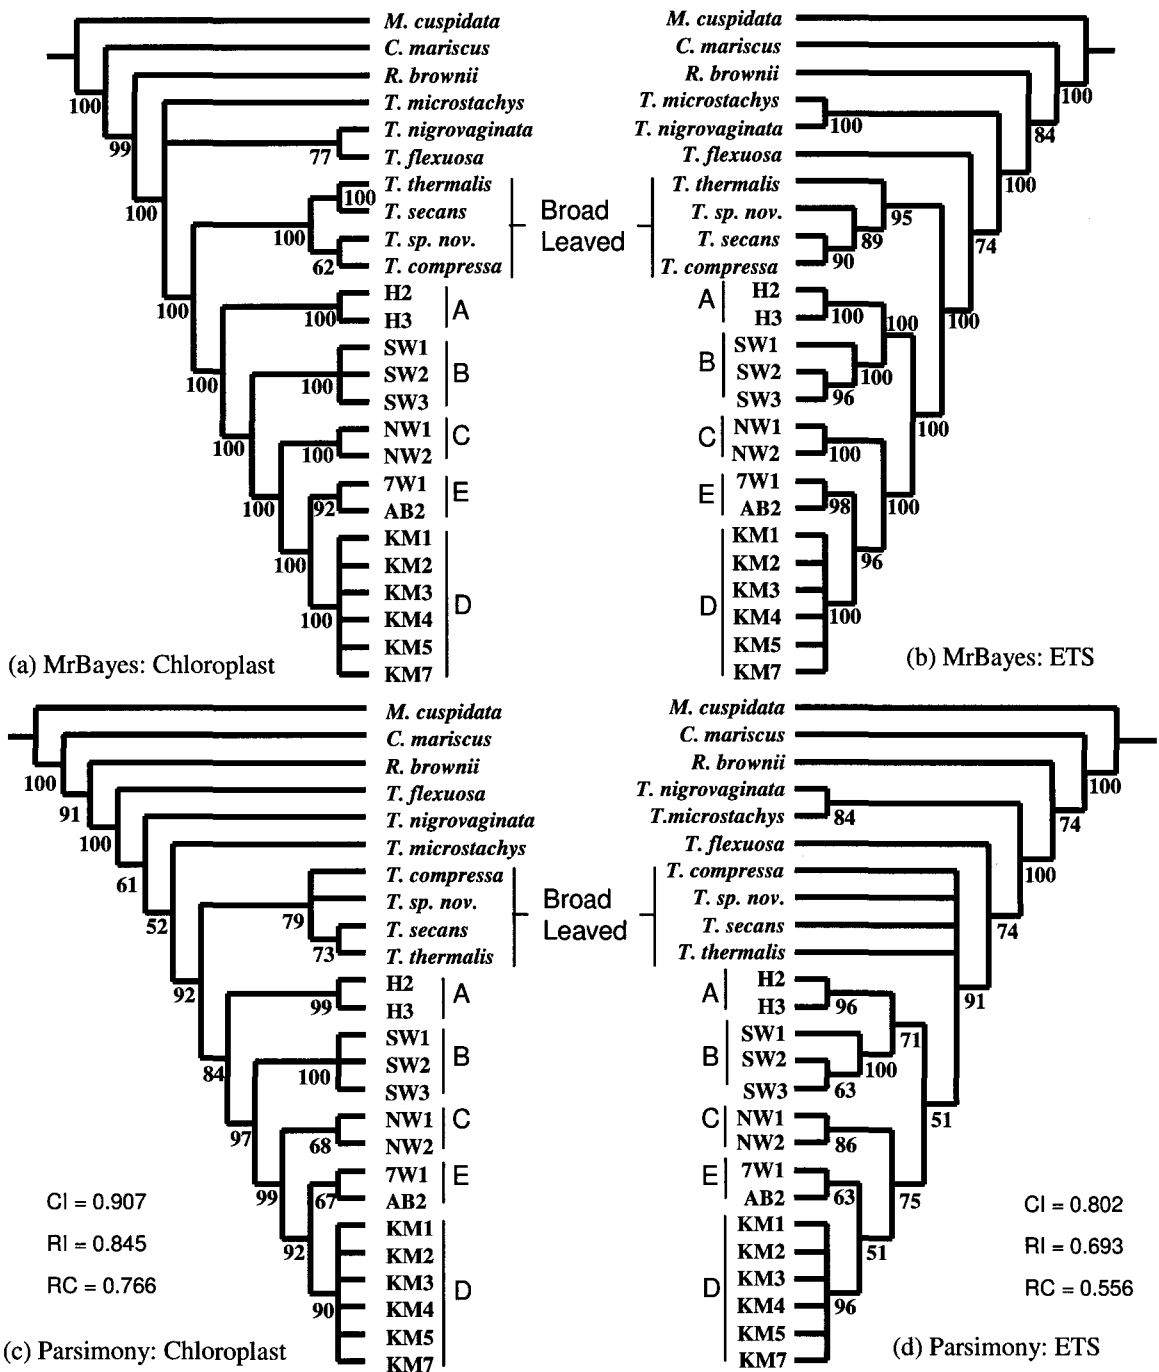 M. cuspidata
C. mariscus
R. brownii
T. microstachys
T. nigrovaginata
T. flexuosa
T. thermalis
T. secans
T. sp. nov.
T. compressa
H2
H3
SW1
SW2
SW3
NW1
NW2
7W1
AB2
KM1
KM2
KM3
KM4
KM5
KM7
100
99
100
77
100
100
100
62
100
100
100
100
100
100
100
92
100
100
A
B
C
E
D
(a) MrBayes: Chloroplast
Broad
Leaved
M. cuspidata
C. mariscus
R. brownii
T. microstachys
T. nigrovaginata
T. flexuosa
T. thermalis
T. sp. nov.
T. secans
T. compressa
H2
H3
SW1
SW2
SW3
NW1
NW2
7W1
AB2
KM1
KM2
KM3
KM4
KM5
KM7
100
84
100
100
74
95
89
90
100
100
100
100
96
100
100
98
100
96
100
A
B
C
E
D
(b) MrBayes: ETS
M. cuspidata
C. mariscus
R. brownii
T. flexuosa
T. nigrovaginata
T. microstachys
T. compressa
T. sp. nov.
T. secans
T. thermalis
H2
H3
SW1
SW2
SW3
NW1
NW2
7W1
AB2
KM1
KM2
KM3
KM4
KM5
KM7
100
91
100
61
52
79
73
92
99
84
100
97
68
99
67
92
90
A
B
C
E
D
CI = 0.907
RI = 0.845
RC = 0.766
(c) Parsimony: Chloroplast
Broad
Leaved
M. cuspidata
C. mariscus
R. brownii
T. nigrovaginata
T.microstachys
T. flexuosa
T. compressa
T. sp. nov.
T. secans
T. thermalis
H2
H3
SW1
SW2
SW3
NW1
NW2
7W1
AB2
KM1
KM2
KM3
KM4
KM5
KM7
100
74
84
100
74
91
96
71
100
63
51
86
63
75
51
96
A
B
C
E
D
CI = 0.802
RI = 0.693
RC = 0.556
(d) Parsimony: ETS